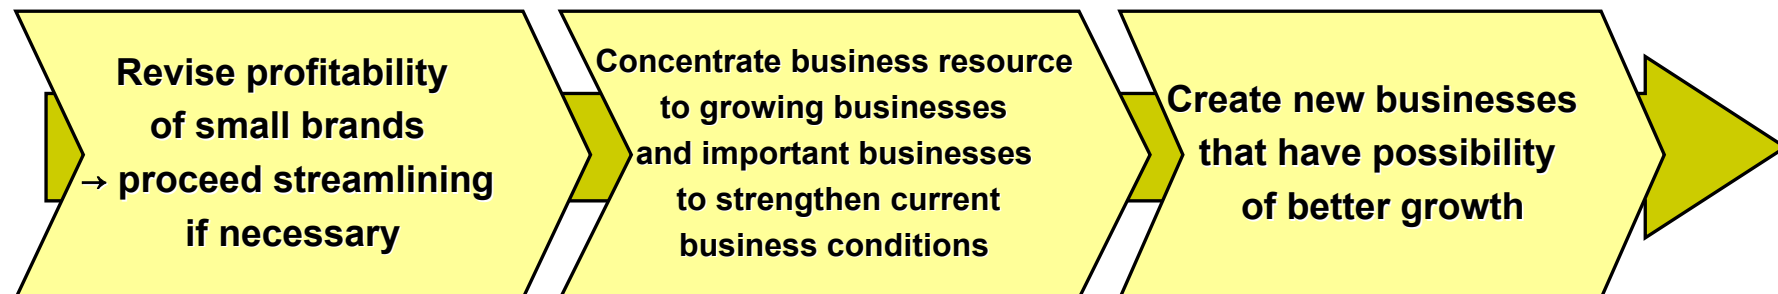 Revise profitability
of small brands
→ proceed streamlining
if necessary
Concentrate business resource
to growing businesses
and important businesses
to strengthen current
business conditions
Create new businesses
that have possibility
of better growth